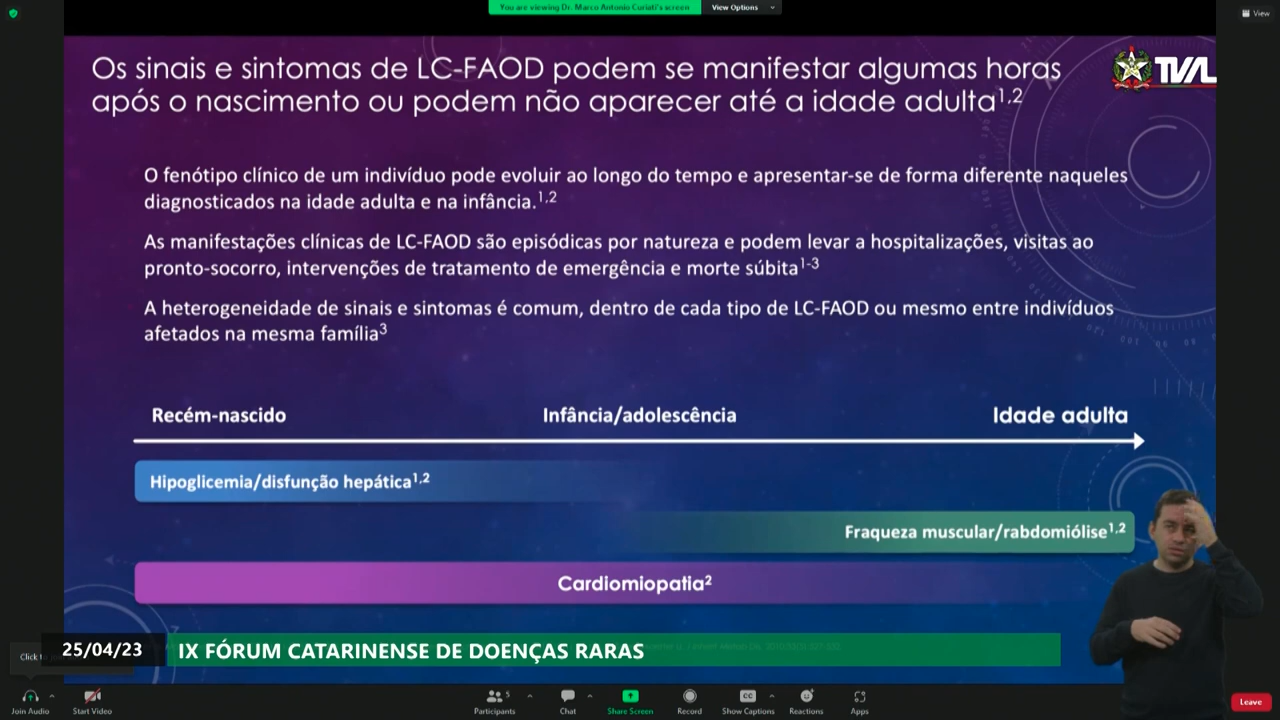 You are viewing Dr. Marco Antonio Curiati's screen
View Options
View
Os sinais e sintomas de LC-FAOD podem se manifestar algumas horas
após o nascimento ou podem não aparecer até a idade adulta1,2
TVAL
O fenótipo clínico de um indivíduo pode evoluir ao longo do tempo e apresentar-se de forma diferente naqueles
diagnosticados na idade adulta e na infância.1,2
As manifestações clínicas de LC-FAOD são episódicas por natureza e podem levar a hospitalizações, visitas ao
pronto-socorro, intervenções de tratamento de emergência e morte súbita1-3
A heterogeneidade de sinais e sintomas é comum, dentro de cada tipo de LC-FAOD ou mesmo entre indivíduos
afetados na mesma família3
Recém-nascido
Infância/adolescência
Idade adulta
Hipoglicemia/disfunção hepática1,2
Fraqueza muscular/rabdomiólise1,2
Cardiomiopatia2
25/04/23
IX FÓRUM CATARINENSE DE DOENÇAS RARAS
Click
Join Audio
Start Video
Participants
5
Chat
Share Screen
Record
CC
Show Captions
Reactions
Apps
Leave